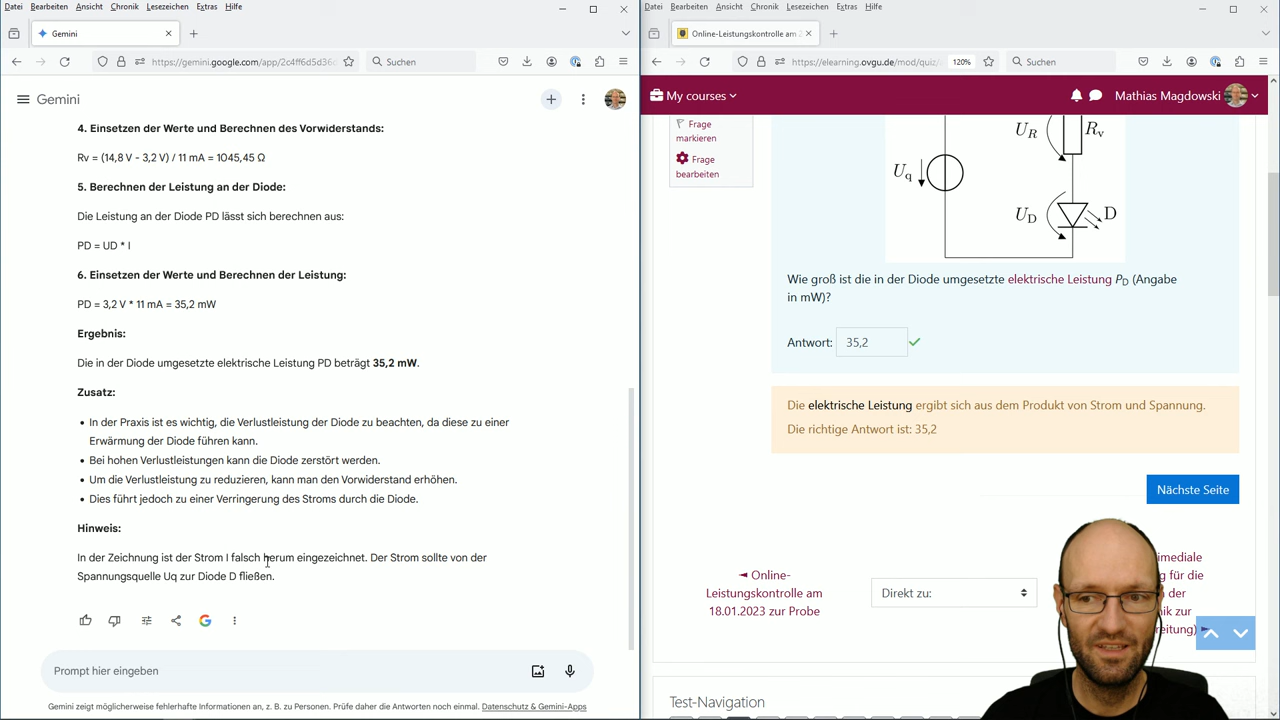 Datei Bearbeiten Ansicht Chronik Lesezeichen Extras Hilfe
Gemini
https://gemini.google.com/app/2c4ff6d5d36c
Suchen
Gemini
4. Einsetzen der Werte und Berechnen des Vorwiderstands:
Rv = (14,8 V - 3,2 V) / 11 mA = 1045,45 Ω
5. Berechnen der Leistung an der Diode:
Die Leistung an der Diode PD lässt sich berechnen aus:
PD = UD * I
6. Einsetzen der Werte und Berechnen der Leistung:
PD = 3,2 V * 11 mA = 35,2 mW
Ergebnis:
Die in der Diode umgesetzte elektrische Leistung PD beträgt 35,2 mW.
Zusatz:
• In der Praxis ist es wichtig, die Verlustleistung der Diode zu beachten, da diese zu einer
Erwärmung der Diode führen kann.
• Bei hohen Verlustleistungen kann die Diode zerstört werden.
• Um die Verlustleistung zu reduzieren, kann man den Vorwiderstand erhöhen.
• Dies führt jedoch zu einer Verringerung des Stroms durch die Diode.
Hinweis:
In der Zeichnung ist der Strom I falsch herum eingezeichnet. Der Strom sollte von der
Spannungsquelle Uq zur Diode D fließen.
Prompt hier eingeben
Gemini zeigt möglicherweise fehlerhafte Informationen an, z. B. zu Personen. Prüfe daher die Antworten noch einmal. Datenschutz & Gemini-Apps
Datei Bearbeiten Ansicht Chronik Lesezeichen Extras Hilfe
Online-Leistungskontrolle am 2
https://elearning.ovgu.de/mod/quiz/
120%
Suchen
My courses
Mathias Magdowski
Frage
markieren
Frage
bearbeiten
UR
Rv
Uq
UD
D
Wie groß ist die in der Diode umgesetzte elektrische Leistung PD (Angabe
in mW)?
Antwort: 35,2
Die elektrische Leistung ergibt sich aus dem Produkt von Strom und Spannung.
Die richtige Antwort ist: 35,2
Nächste Seite
◄ Online-
Leistungskontrolle am
18.01.2023 zur Probe
Direkt zu:
imediale
g für die
n der
nik zur
reitung) ►
Test-Navigation